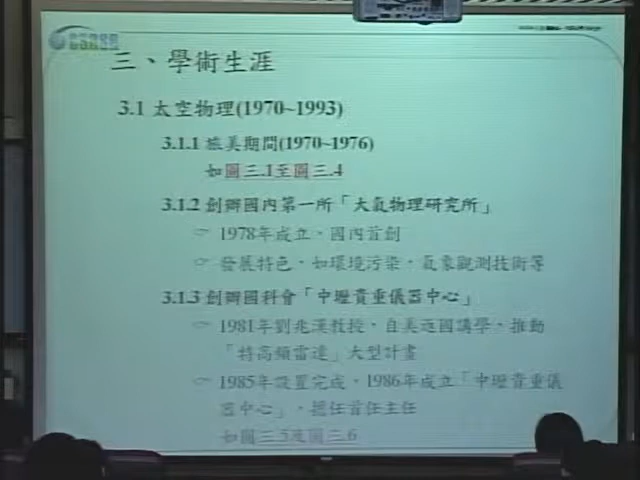 三、學術生涯
3.1 太空物理(1970~1993)
3.1.1 旅美期間(1970~1976)
如圖三.1至圖三.4
3.1.2 創辦國內第一所「大氣物理研究所」
☞ 1978年成立，國內首創
☞ 發展特色，如環境污染，氣象觀測技術等
3.1.3 創辦國科會「中壢貴重儀器中心」
☞ 1981年劉兆漢教授，自美返國講學，推動
「特高頻雷達」大型計畫
☞ 1985年設置完成，1986年成立「中壢貴重儀
器中心」，擔任首任主任
如圖三.5及圖三.6